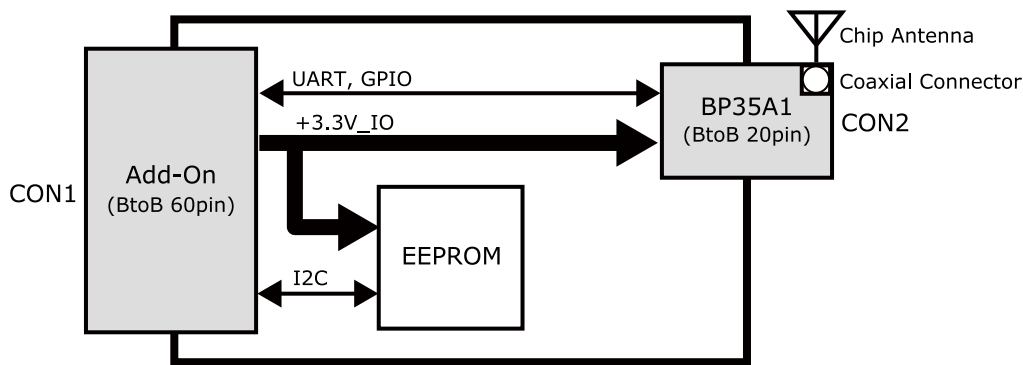 Chip Antenna
UART, GPIO
Coaxial Connector
BP35A1
(BtoB 20pin)
CON2
+3.3V_IO
CON1
Add-On
(BtoB 60pin)
EEPROM
I2C